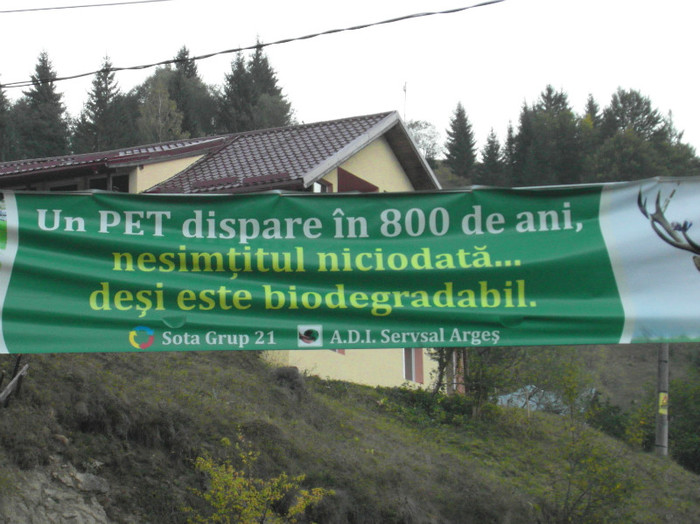 Un PET dispare în 800 de ani,
nesimțitul niciodată...
deși este biodegradabil.
Sota Grup 21 A.D.I. Servsal Argeș